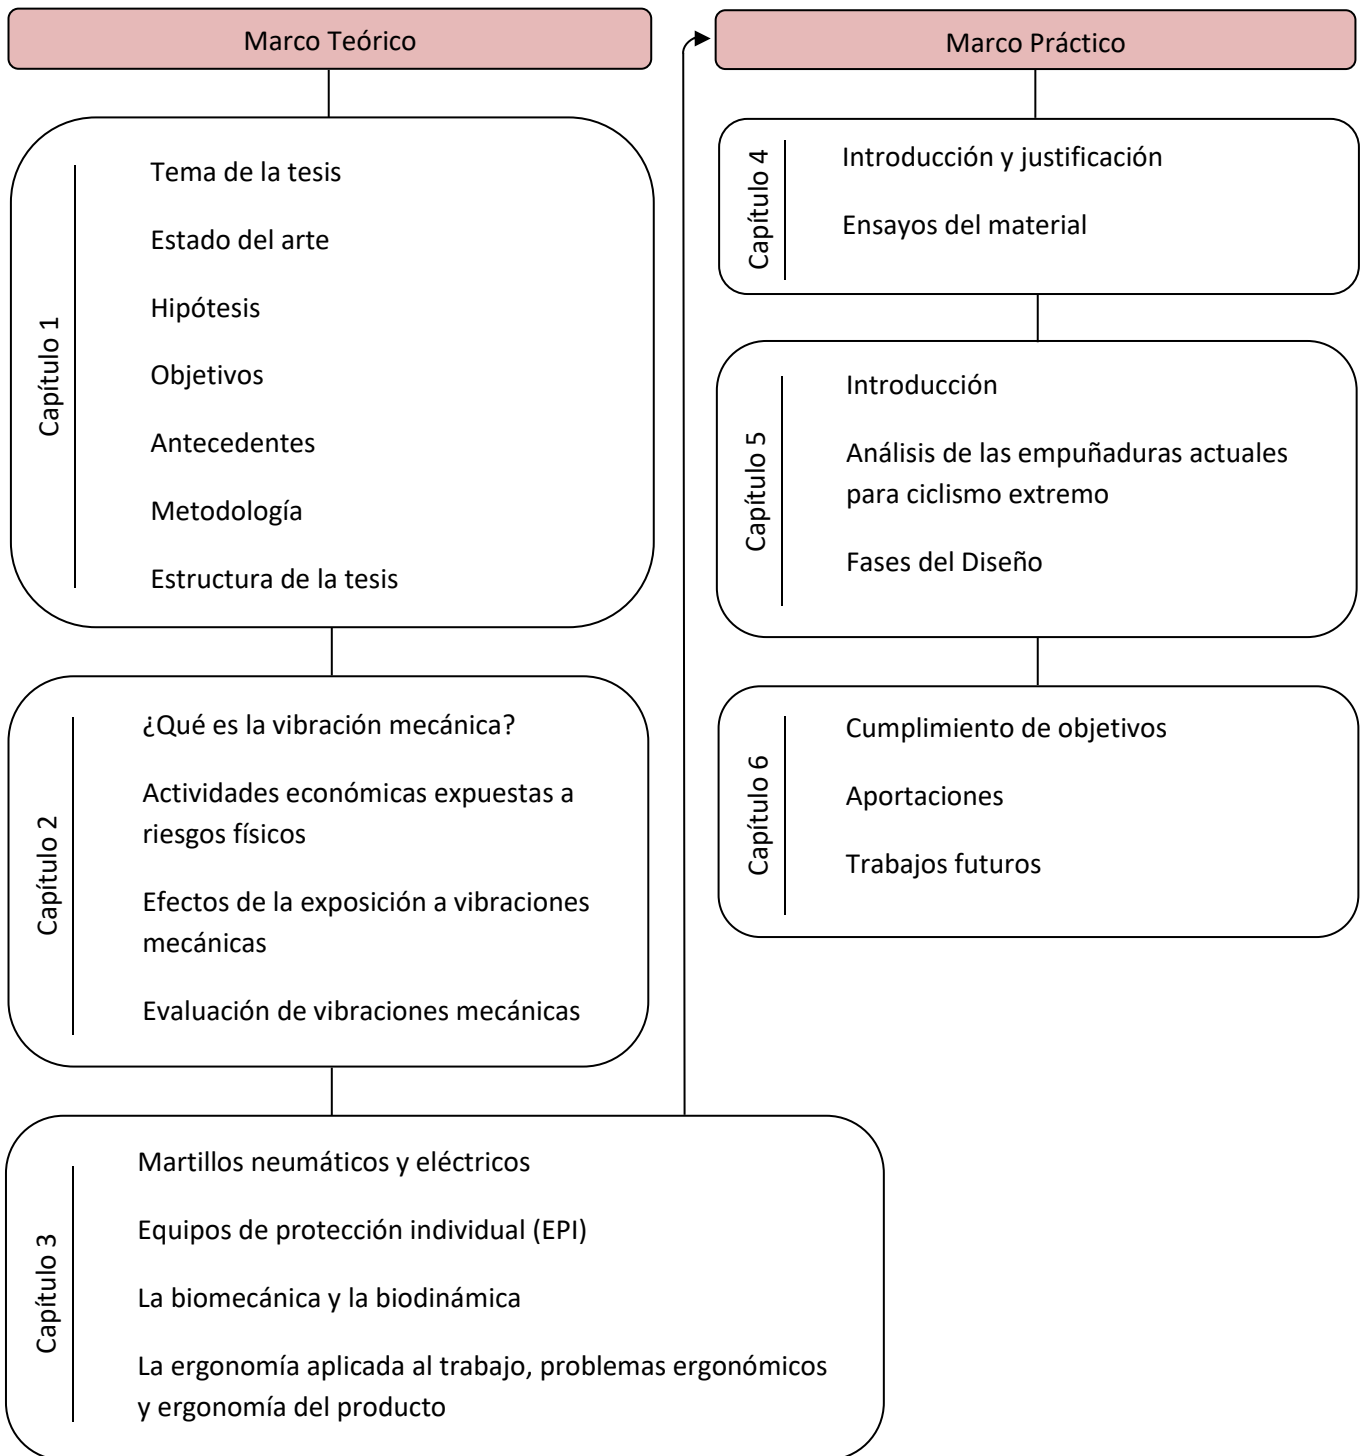 Marco Teórico
Capítulo 1
Tema de la tesis
Estado del arte
Hipótesis
Objetivos
Antecedentes
Metodología
Estructura de la tesis
Capítulo 2
¿Qué es la vibración mecánica?
Actividades económicas expuestas a
riesgos físicos
Efectos de la exposición a vibraciones
mecánicas
Evaluación de vibraciones mecánicas
Capítulo 3
Martillos neumáticos y eléctricos
Equipos de protección individual (EPI)
La biomecánica y la biodinámica
La ergonomía aplicada al trabajo, problemas ergonómicos
y ergonomía del producto
Marco Práctico
Capítulo 4
Introducción y justificación
Ensayos del material
Capítulo 5
Introducción
Análisis de las empuñaduras actuales
para ciclismo extremo
Fases del Diseño
Capítulo 6
Cumplimiento de objetivos
Aportaciones
Trabajos futuros